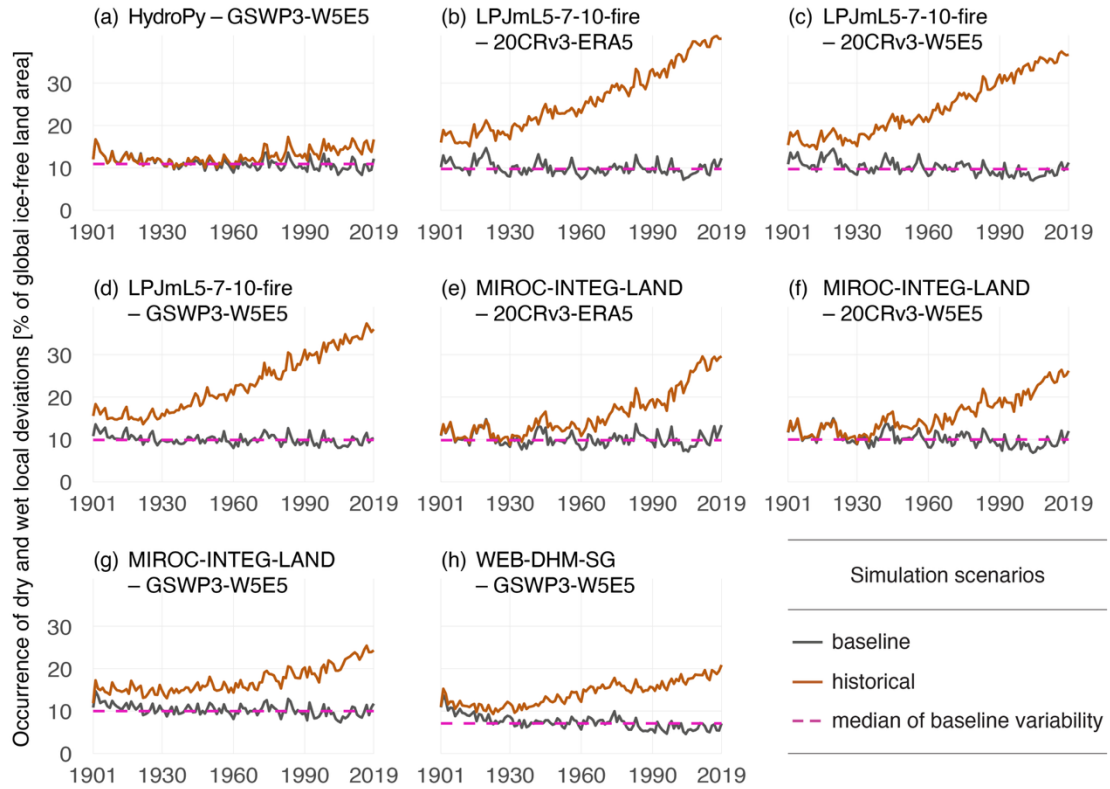 Occurrence of dry and wet local deviations [% of global ice-free land area]
(a) HydroPy – GSWP3-W5E5
30
20
10
0
1901 1930 1960 1990 2019
(b) LPJmL5-7-10-fire
– 20CRv3-ERA5
1901 1930 1960 1990 2019
(c) LPJmL5-7-10-fire
– 20CRv3-W5E5
1901 1930 1960 1990 2019
(d) LPJmL5-7-10-fire
– GSWP3-W5E5
30
20
10
0
1901 1930 1960 1990 2019
(e) MIROC-INTEG-LAND
– 20CRv3-ERA5
1901 1930 1960 1990 2019
(f) MIROC-INTEG-LAND
– 20CRv3-W5E5
1901 1930 1960 1990 2019
(g) MIROC-INTEG-LAND
– GSWP3-W5E5
30
20
10
0
1901 1930 1960 1990 2019
(h) WEB-DHM-SG
– GSWP3-W5E5
1901 1930 1960 1990 2019
Simulation scenarios
baseline
historical
median of baseline variability